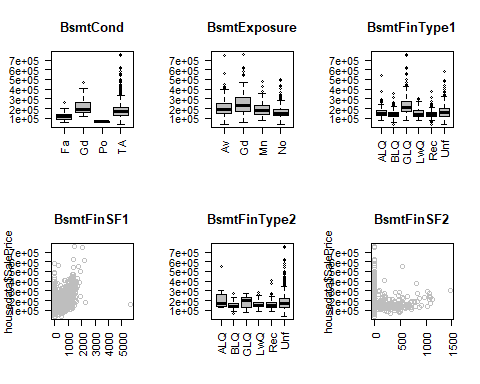 BsmtCond
BsmtExposure
BsmtFinType1
7e+05
6e+05
5e+05
4e+05
3e+05
2e+05
1e+05
Fa
Gd
Po
TA
7e+05
6e+05
5e+05
4e+05
3e+05
2e+05
1e+05
Av
Gd
Mn
No
7e+05
6e+05
5e+05
4e+05
3e+05
2e+05
1e+05
ALQ
BLQ
GLQ
LwQ
Rec
Unf
BsmtFinSF1
BsmtFinType2
BsmtFinSF2
housedata$SalePrice
7e+05
6e+05
5e+05
4e+05
3e+05
2e+05
1e+05
0
1000
2000
3000
4000
5000
7e+05
6e+05
5e+05
4e+05
3e+05
2e+05
1e+05
ALQ
BLQ
GLQ
LwQ
Rec
Unf
housedata$SalePrice
7e+05
6e+05
5e+05
4e+05
3e+05
2e+05
1e+05
0
500
1000
1500